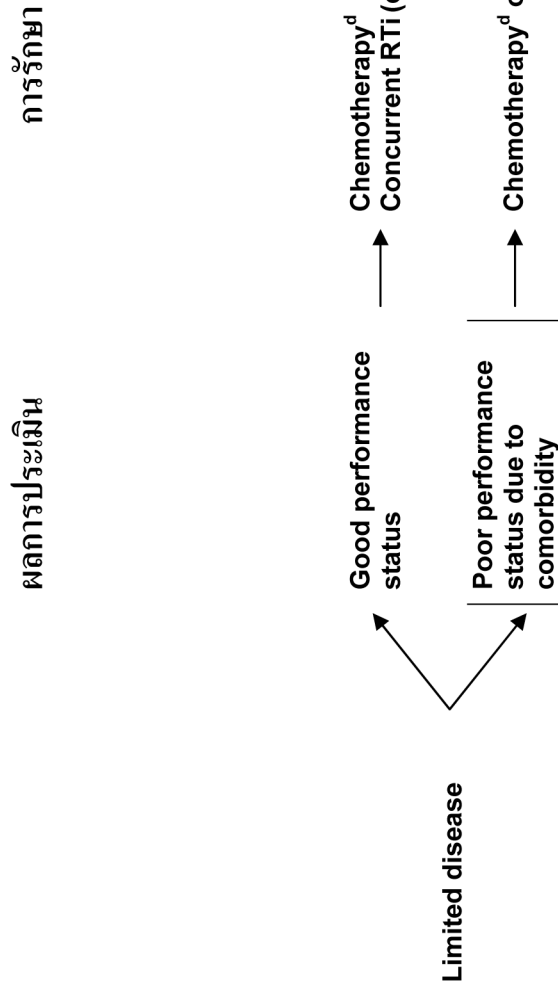 ผลการประเมิน
การรักษา
Limited disease
Good performance
status
Chemotherapyᵈ
Concurrent RTi
Poor performance
status due to
comorbidity
Chemotherapyᵈ